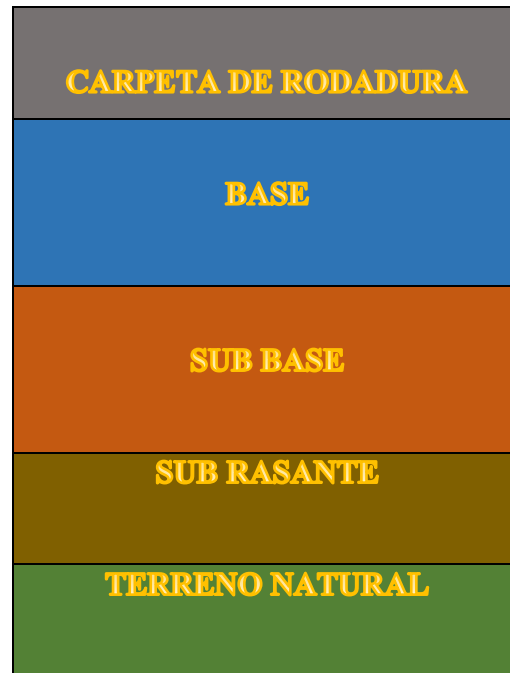 CARPETA DE RODADURA
BASE
SUB BASE
SUB RASANTE
TERRENO NATURAL